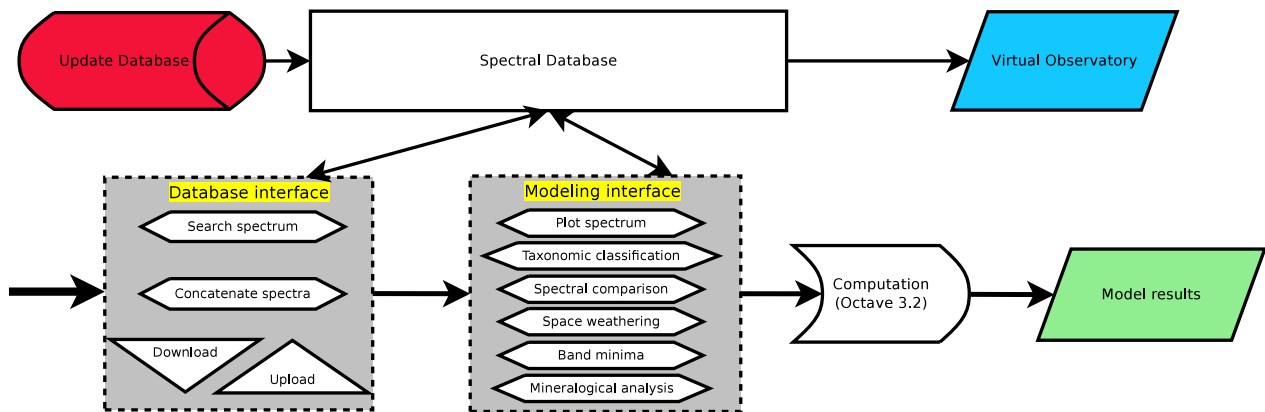 Update Database
Spectral Database
Virtual Observatory
Database interface
Search spectrum
Concatenate spectra
Download
Upload
Modeling interface
Plot spectrum
Taxonomic classification
Spectral comparison
Space weathering
Band minima
Mineralogical analysis
Computation
(Octave 3.2)
Model results